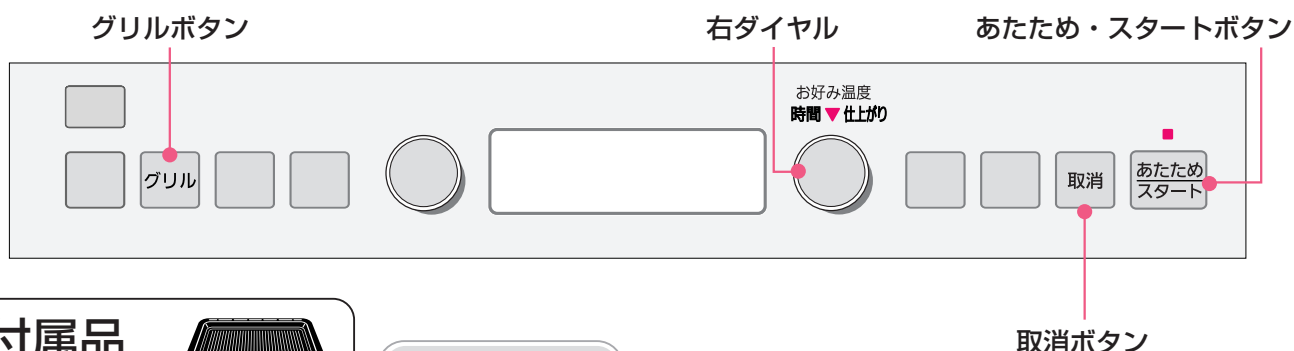 グリルボタン
右ダイヤル
あたため・スタートボタン
お好み温度
時間▼仕上がり
グリル
取消
あたため
スタート
取消ボタン
付属品